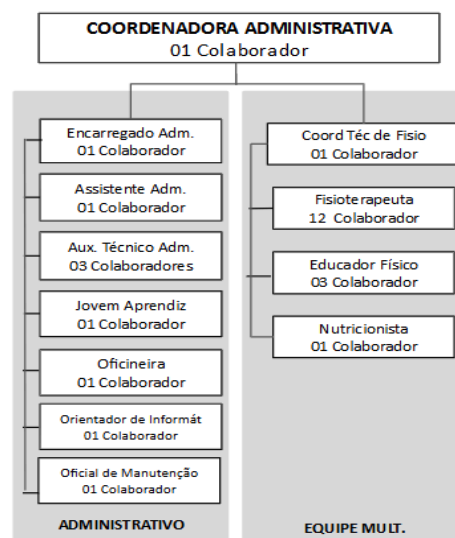 COORDENADORA ADMINISTRATIVA
01 Colaborador
Encarregado Adm.
01 Colaborador
Assistente Adm.
01 Colaborador
Aux. Técnico Adm.
03 Colaboradores
Jovem Aprendiz
01 Colaborador
Oficineira
01 Colaborador
Orientador de Informát
01 Colaborador
Oficial de Manutenção
01 Colaborador
ADMINISTRATIVO
Coord Téc de Fisio
01 Colaborador
Fisioterapeuta
12 Colaborador
Educador Físico
03 Colaborador
Nutricionista
01 Colaborador
EQUIPE MULT.